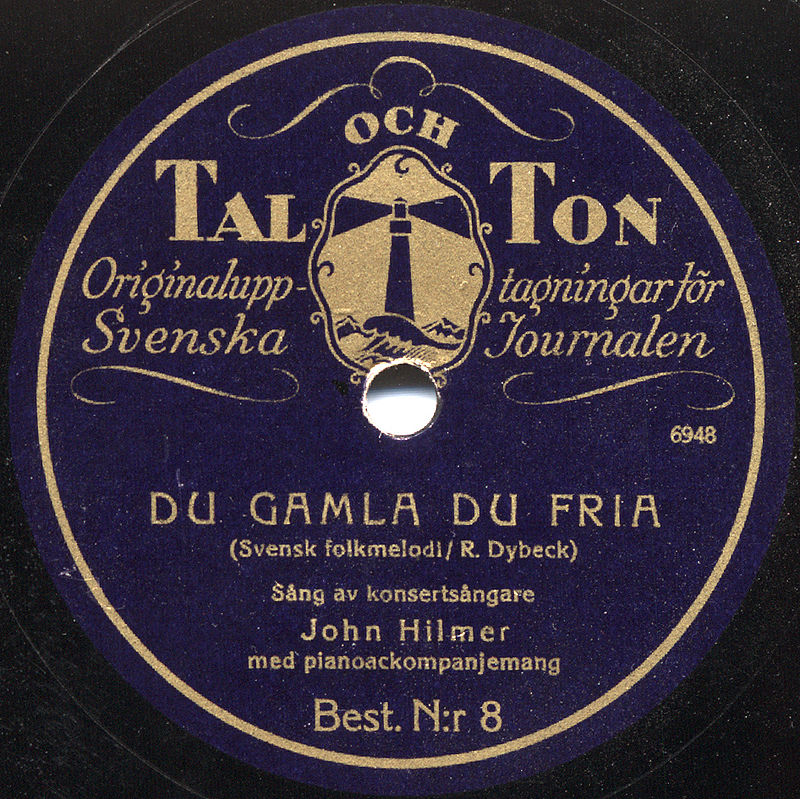 OCH
TAL TON
Originalupp- tagningar för
Svenska Journalen
6948
DU GAMLA DU FRIA
(Svensk folkmelodi/ R. Dybeck)
Sång av konsertsångare
John Hilmer
med pianoackompanjemang
Best. N:r 8